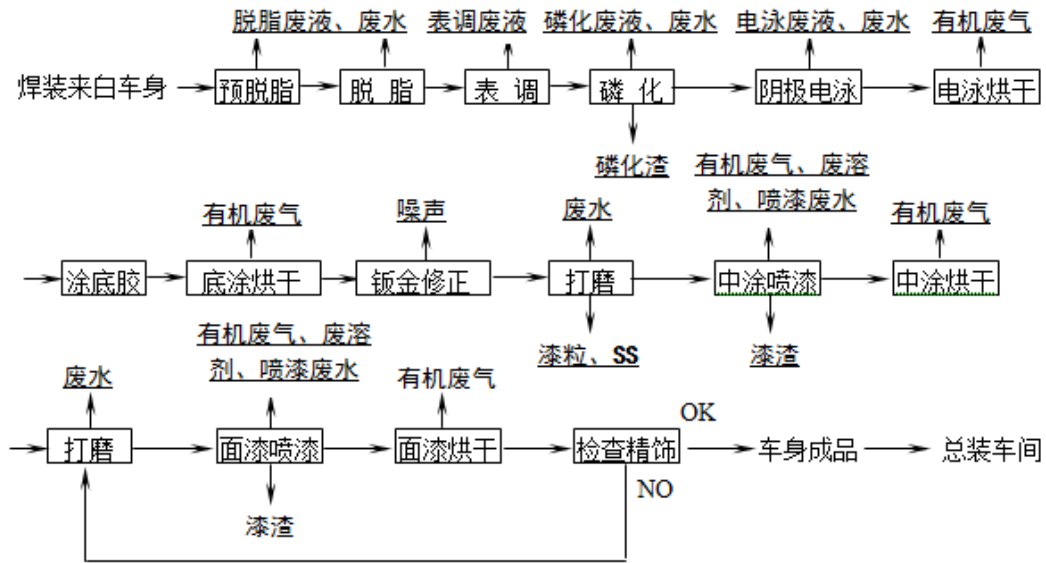 脱脂废液、废水 表调废液 磷化废液、废水 电泳废液、废水 有机废气
焊装来白车身 预脱脂 脱 脂 表 调 磷 化 阴极电泳 电泳烘干
磷化渣
有机废气、废溶
剂、喷漆废水
有机废气 噪声 废水 有机废气
涂底胶 底涂烘干 钣金修正 打磨 中涂喷漆 中涂烘干
漆粒、SS 漆渣
有机废气、废溶
剂、喷漆废水
废水 有机废气
OK
打磨 面漆喷漆 面漆烘干 检查精饰 车身成品 总装车间
NO
漆渣